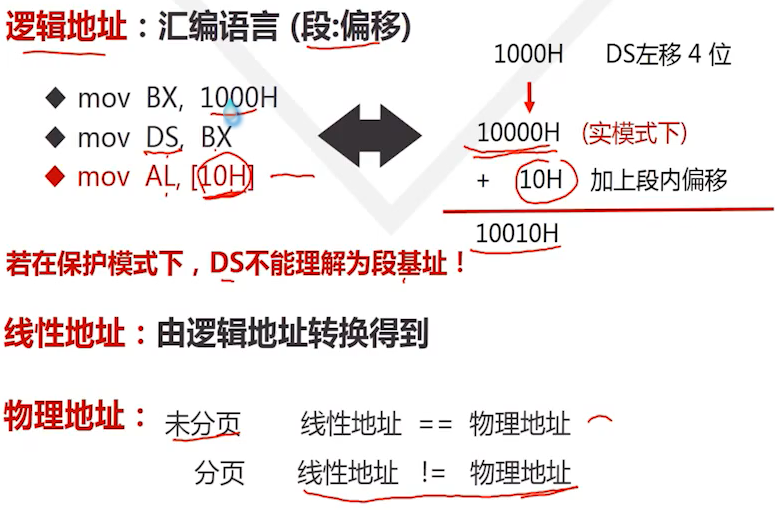 逻辑地址：汇编语言 (段:偏移)
◆ mov BX, 1000H
◆ mov DS, BX
◆ mov AL, [10H]
1000H DS左移 4 位
10000H (实模式下)
+ 10H 加上段内偏移
10010H
若在保护模式下，DS不能理解为段基址！
线性地址：由逻辑地址转换得到
物理地址： 未分页 线性地址 == 物理地址
分页 线性地址 != 物理地址